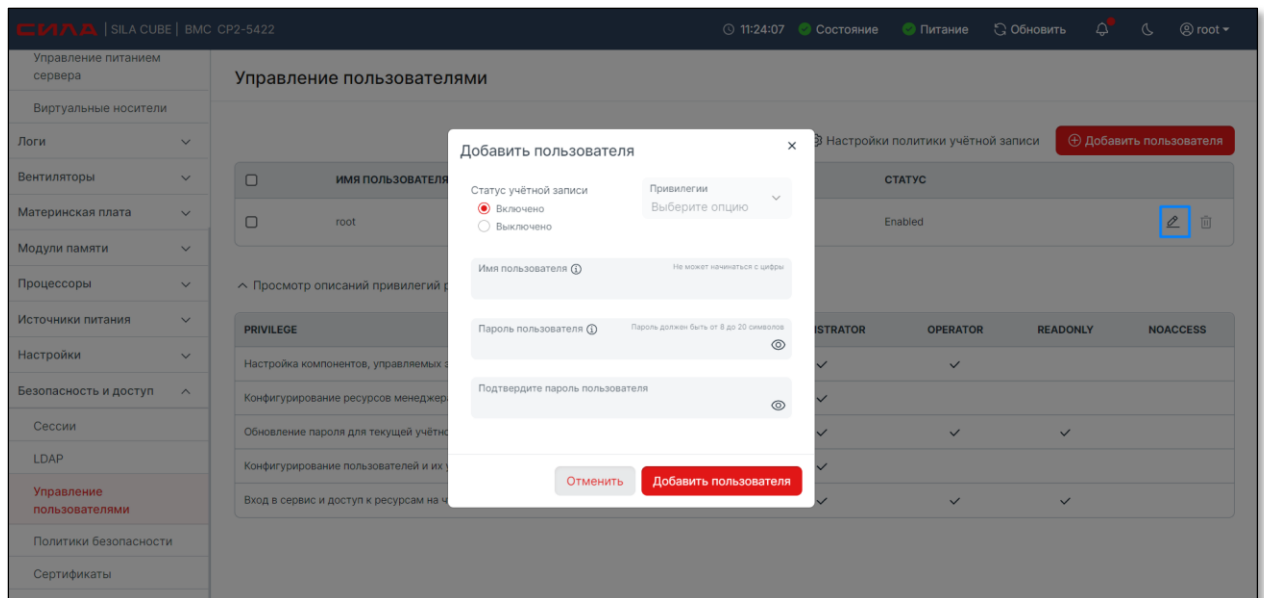 СИЛА | SILA CUBE | BMC CP2-5422
11:24:07 Состояние Питание Обновить root
Управление питанием
сервера
Виртуальные носители
Логи
Вентиляторы
Материнская плата
Модули памяти
Процессоры
Источники питания
Настройки
Безопасность и доступ
Сессии
LDAP
Управление
пользователями
Политики безопасности
Сертификаты
Управление пользователями
Настройки политики учётной записи
Добавить пользователя
ИМЯ ПОЛЬЗОВАТЕЛЯ СТАТУС
root Enabled
Просмотр описаний привилегий
PRIVILEGE ISTRATOR OPERATOR READONLY NOACCESS
Настройка компонентов, управляемых
Конфигурирование ресурсов менеджер
Обновление пароля для текущей учётн
Конфигурирование пользователей и их
Вход в сервис и доступ к ресурсам на
Добавить пользователя
Статус учётной записи
Включено
Выключено
Привилегии
Выберите опцию
Имя пользователя Не может начинаться с цифры
Пароль пользователя Пароль должен быть от 8 до 20 символов
Подтвердите пароль пользователя
Отменить Добавить пользователя